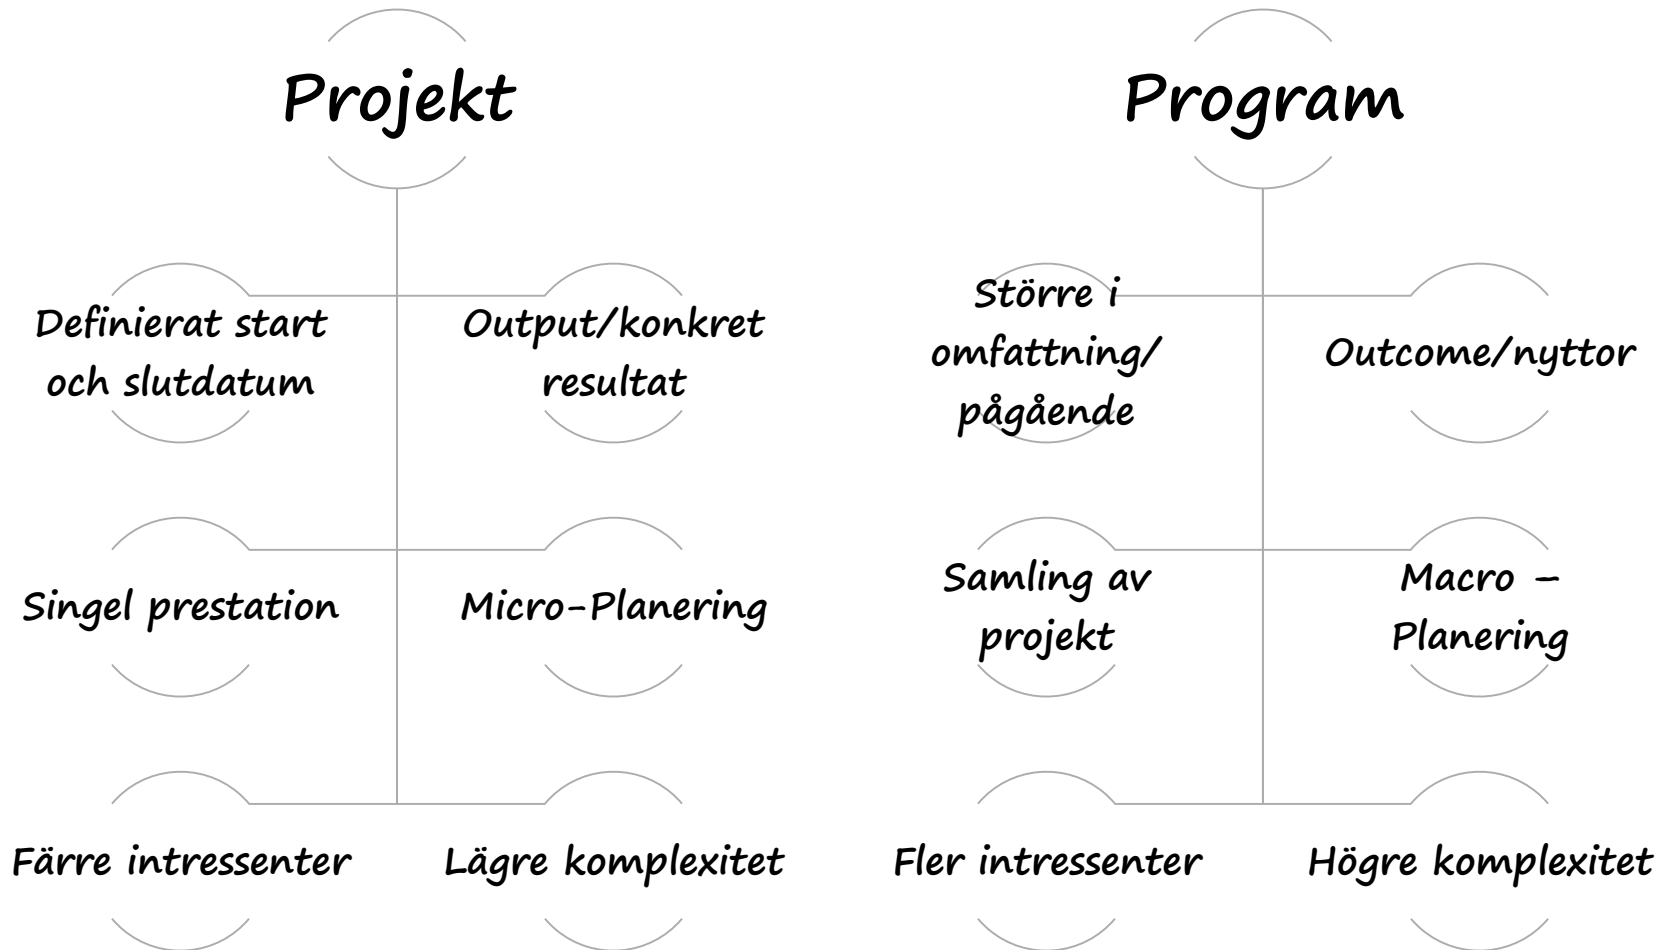 Projekt
Definierat start
och slutdatum
Output/konkret
resultat
Singel prestation
Micro-Planering
Färre intressenter
Lägre komplexitet
Program
Större i
omfattning/
pågående
Outcome/nyttor
Samling av
projekt
Macro –
Planering
Fler intressenter
Högre komplexitet